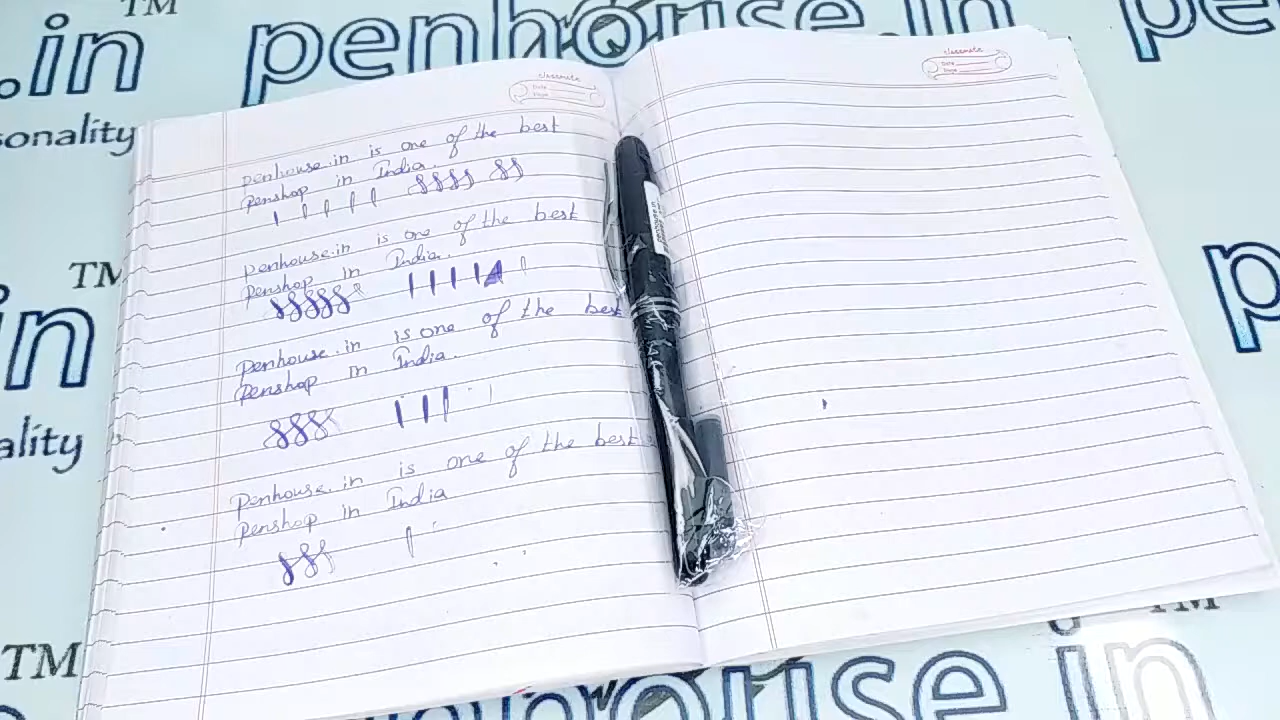 TM
.in penhouse.in pe
sonality
classmate
Date
Page
classmate
Date
Page
penhouse.in is one of the best
penshop in India.
penhouse.in is one of the best
penshop in India.
penhouse.in is one of the best
penshop in India.
penhouse.in is one of the best
penshop in India
TM
in
ality
TM
p
TM
penhouse.in